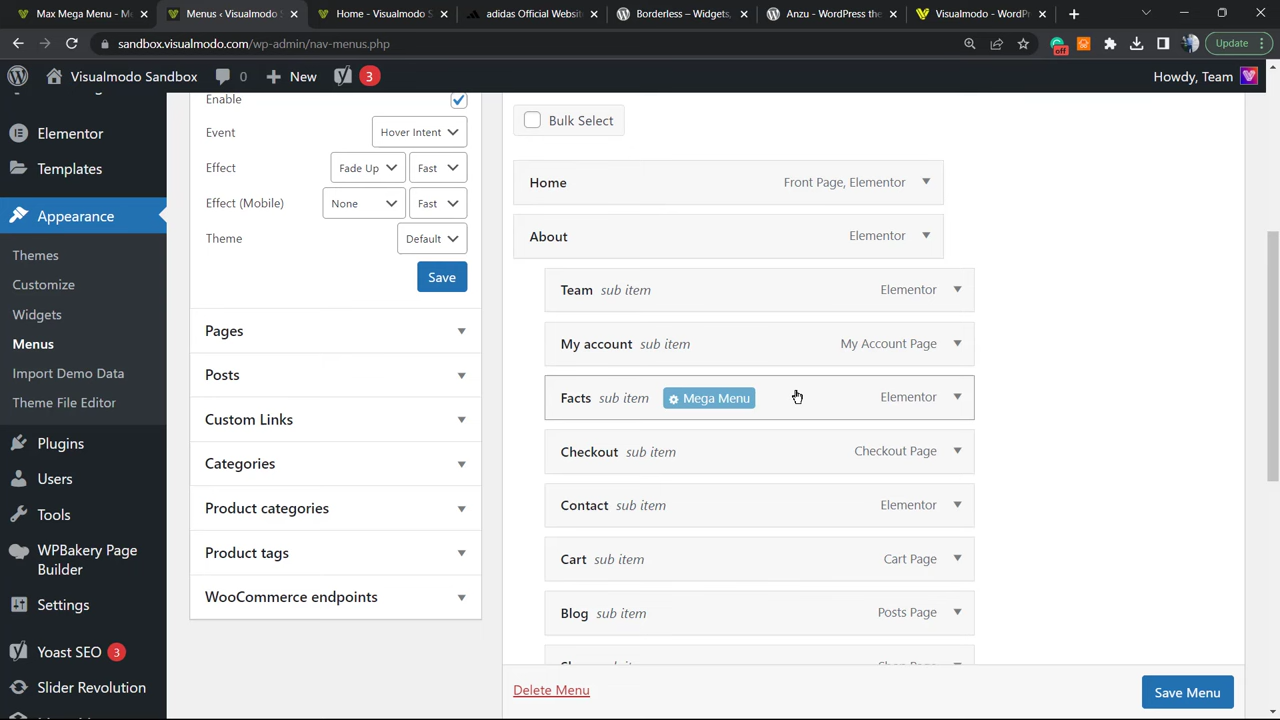 Max Mega Menu - M
Menus ‹ Visualmodo S
Home - Visualmodo S
adidas Official Websit
Borderless – Widgets,
Anzu - WordPress the
Visualmodo - WordPr
sandbox.visualmodo.com/wp-admin/nav-menus.php
off
Update
Visualmodo Sandbox
0
New
3
Howdy, Team
Elementor
Templates
Appearance
Themes
Customize
Widgets
Menus
Import Demo Data
Theme File Editor
Plugins
Users
Tools
WPBakery Page
Builder
Settings
Yoast SEO 3
Slider Revolution
Enable
Event Hover Intent
Effect Fade Up Fast
Effect (Mobile) None Fast
Theme Default
Save
Pages
Posts
Custom Links
Categories
Product categories
Product tags
WooCommerce endpoints
Bulk Select
Home Front Page, Elementor
About Elementor
Team sub item Elementor
My account sub item My Account Page
Facts sub item Mega Menu Elementor
Checkout sub item Checkout Page
Contact sub item Elementor
Cart sub item Cart Page
Blog sub item Posts Page
Delete Menu
Save Menu